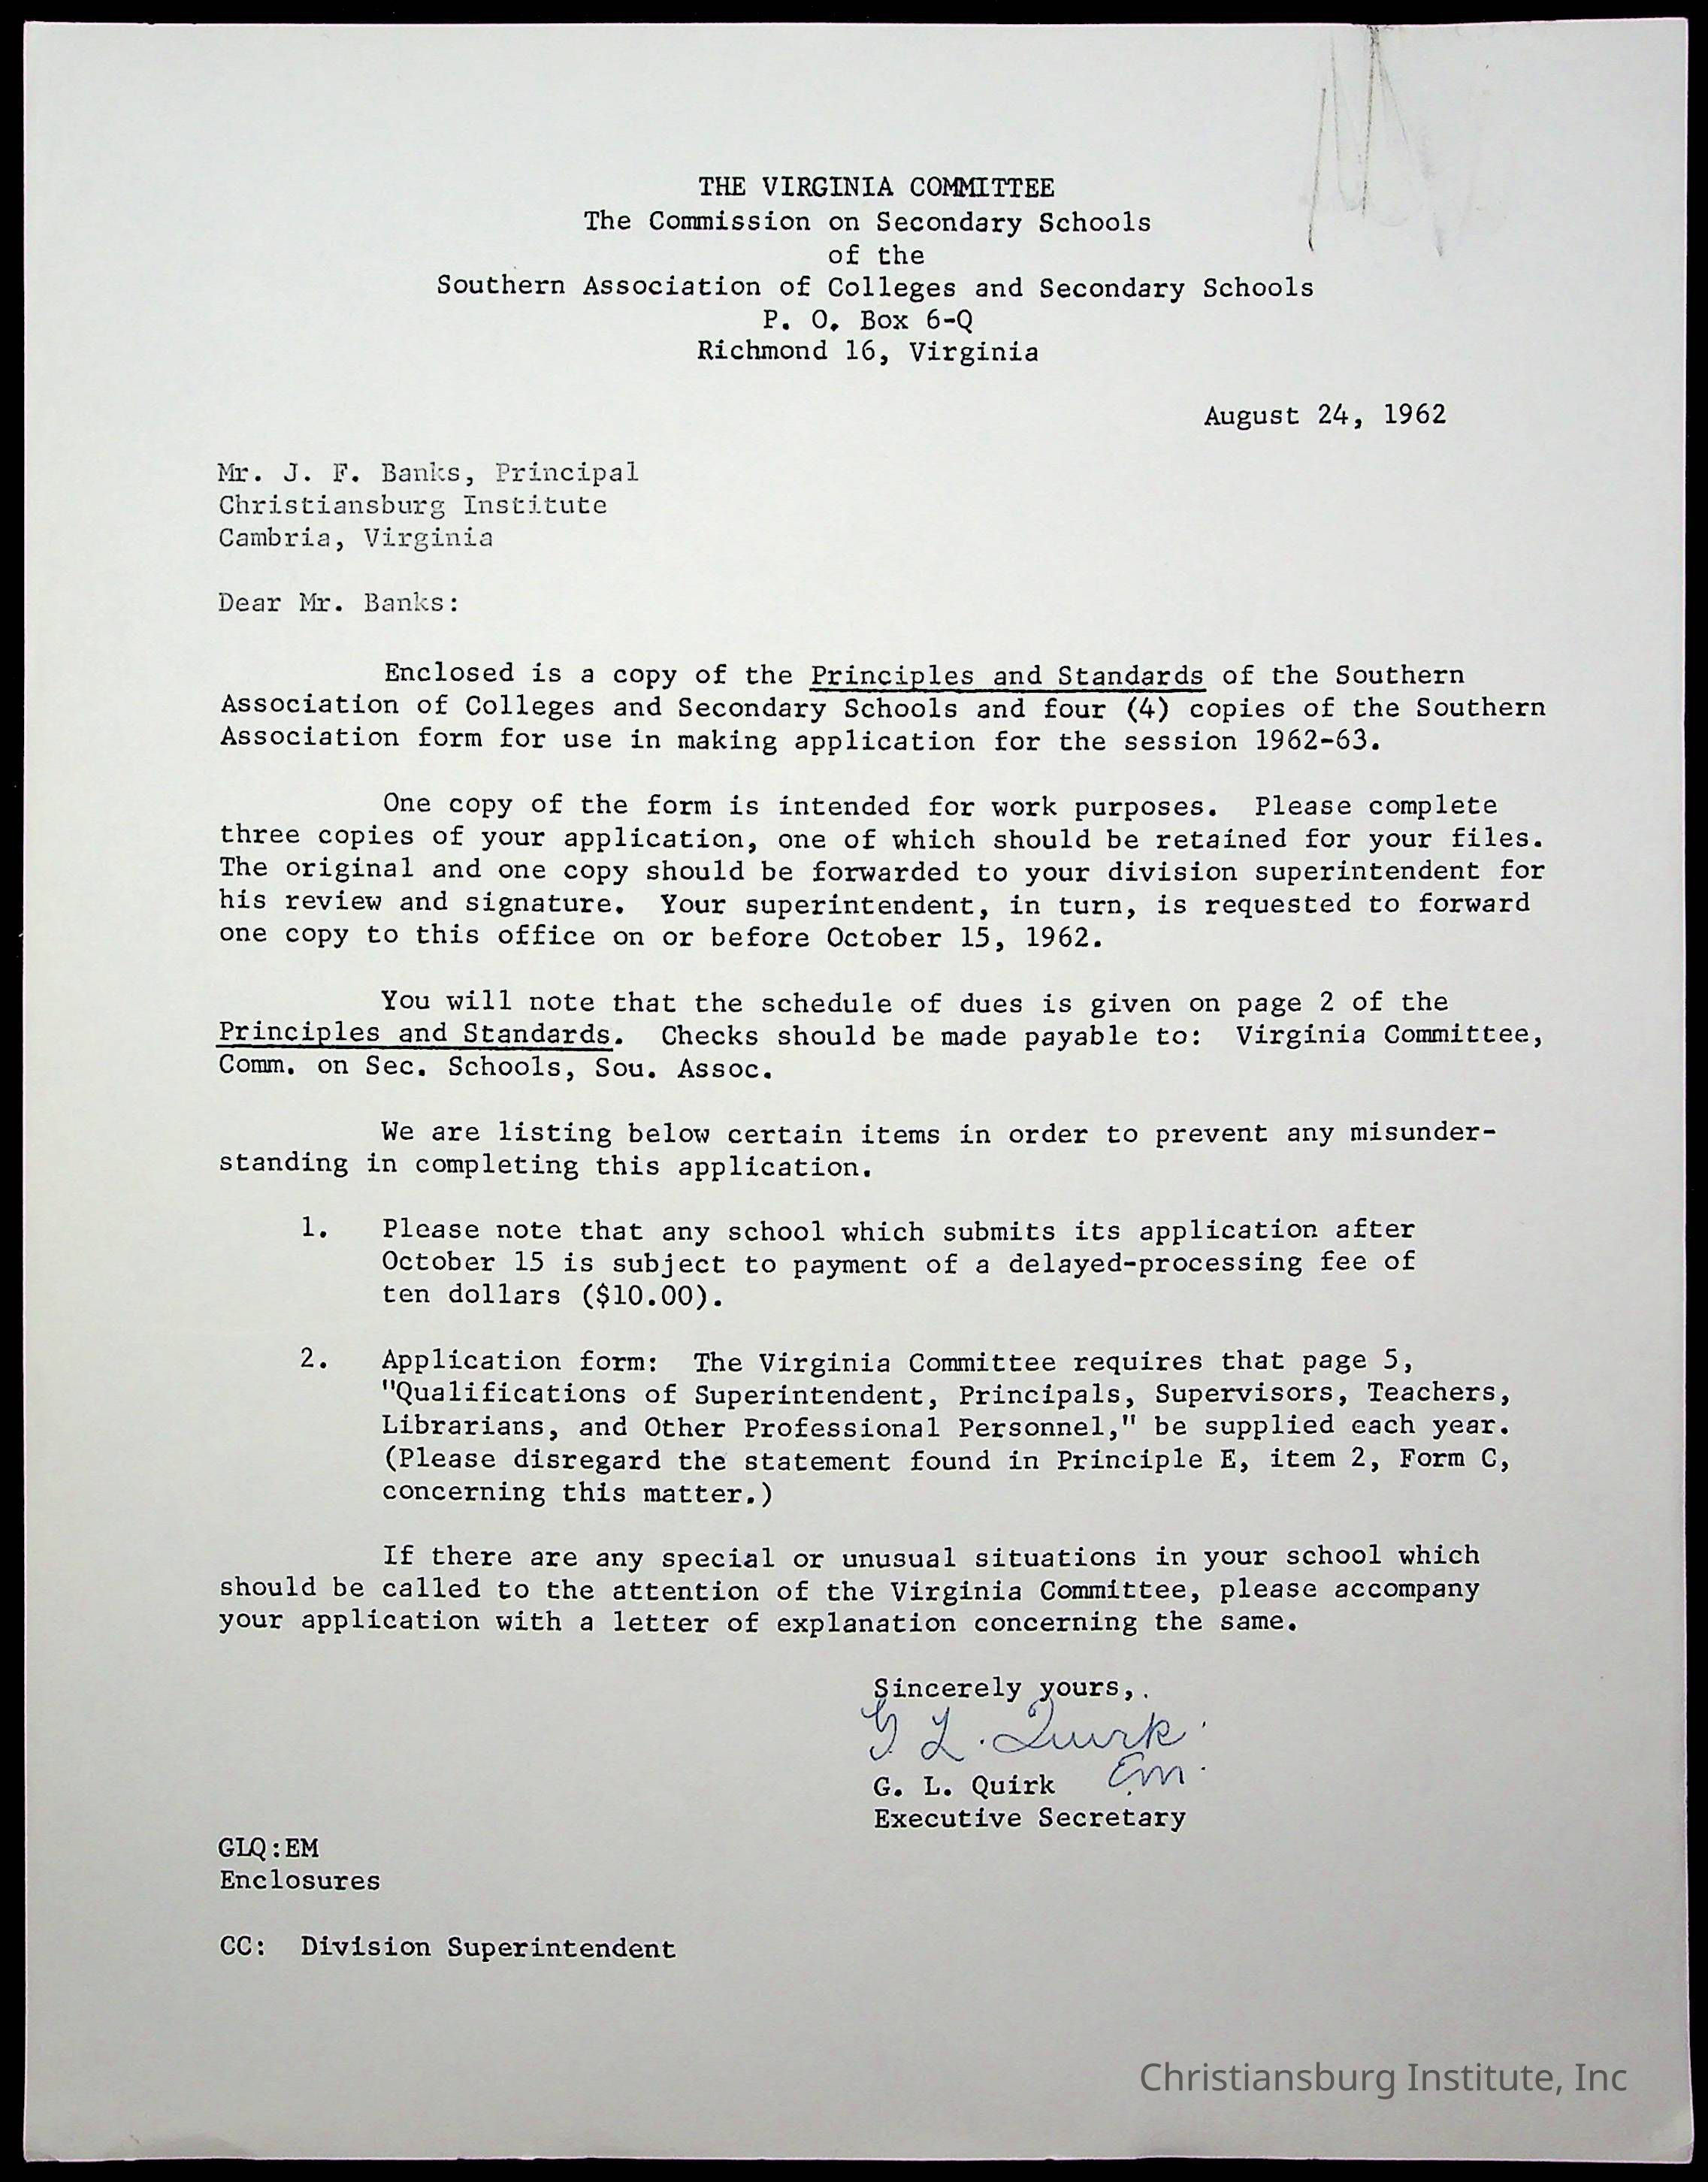 THE VIRGINIA COMMITTEE
The Commission on Secondary Schools
of the
Southern Association of Colleges and Secondary Schools
P. O. Box 6-Q
Richmond 16, Virginia
August 24, 1962
Mr. J. F. Banks, Principal
Christiansburg Institute
Cambria, Virginia
Dear Mr. Banks:
Enclosed is a copy of the Principles and Standards of the Southern
Association of Colleges and Secondary Schools and four (4) copies of the Southern
Association form for use in making application for the session 1962-63.
One copy of the form is intended for work purposes. Please complete
three copies of your application, one of which should be retained for your files.
The original and one copy should be forwarded to your division superintendent for
his review and signature. Your superintendent, in turn, is requested to forward
one copy to this office on or before October 15, 1962.
You will note that the schedule of dues is given on page 2 of the
Principles and Standards. Checks should be made payable to: Virginia Committee,
Comm. on Sec. Schools, Sou. Assoc.
We are listing below certain items in order to prevent any misunder-
standing in completing this application.
1. Please note that any school which submits its application after
October 15 is subject to payment of a delayed-processing fee of
ten dollars ($10.00).
2. Application form: The Virginia Committee requires that page 5,
"Qualifications of Superintendent, Principals, Supervisors, Teachers,
Librarians, and Other Professional Personnel," be supplied each year.
(Please disregard the statement found in Principle E, item 2, Form C,
concerning this matter.)
If there are any special or unusual situations in your school which
should be called to the attention of the Virginia Committee, please accompany
your application with a letter of explanation concerning the same.
Sincerely yours,
G. L. Quirk
Em
G. L. Quirk
Executive Secretary
GLQ:EM
Enclosures
CC: Division Superintendent
Christiansburg Institute, Inc